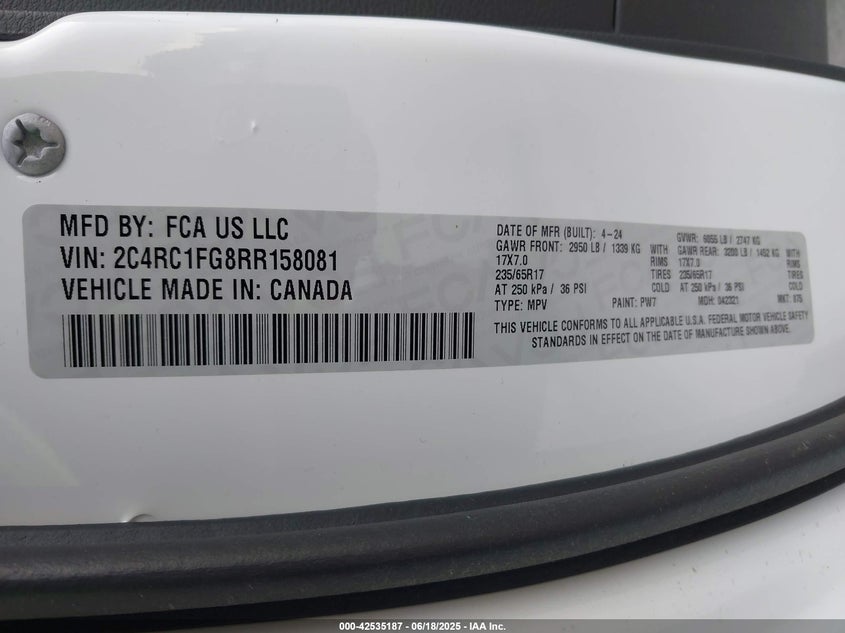 MFD BY: FCA US LLC
VIN: 2C4RC1FG8RR158081
VEHICLE MADE IN: CANADA
DATE OF MFR (BUILT): 4-24 GVWR: 6055 LB / 2747 KG
GAWR FRONT: 2950 LB / 1339 KG WITH GAWR REAR: 3200 LB / 1452 KG WITH
17X7.0 RIMS 17X7.0 RIMS
235/65R17 TIRES 235/65R17 TIRES
AT 250 kPa / 36 PSI COLD AT 250 kPa / 36 PSI COLD
TYPE: MPV PAINT: PW7 MDH: 042321 MKT: 875
THIS VEHICLE CONFORMS TO ALL APPLICABLE U.S.A. FEDERAL MOTOR VEHICLE SAFETY
STANDARDS IN EFFECT ON THE DATE OF MANUFACTURE SHOWN ABOVE.
000-42535187 - 06/18/2025 - IAA Inc.